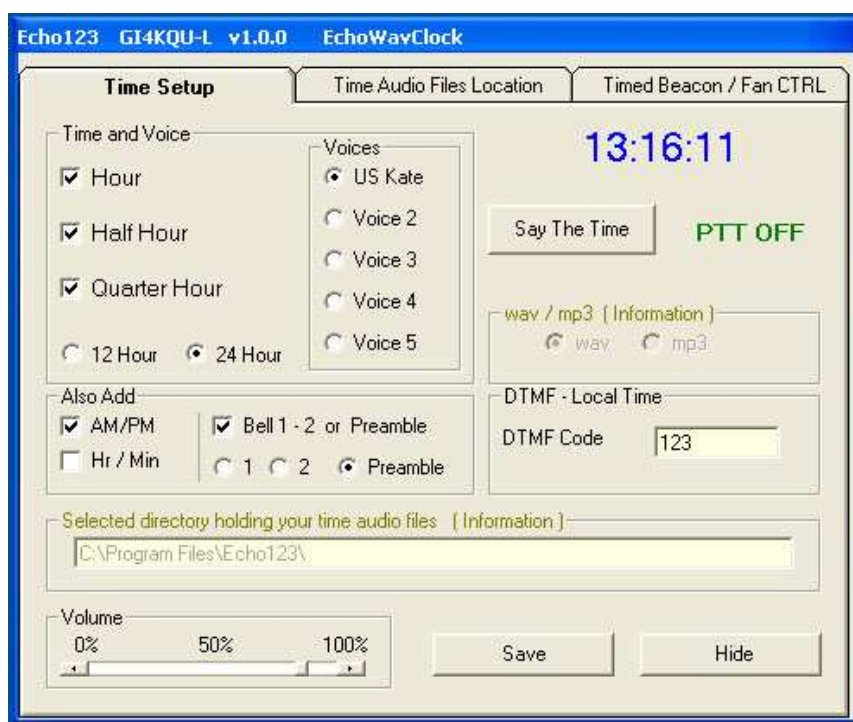 Echo123 GI4KQU-L v1.0.0 EchoWavClock
Time Setup
Time Audio Files Location
Timed Beacon / Fan CTRL
Time and Voice
Hour
Half Hour
Quarter Hour
12 Hour 24 Hour
Voices
US Kate
Voice 2
Voice 3
Voice 4
Voice 5
13:16:11
Say The Time
PTT OFF
wav / mp3 ( Information )
wav mp3
Also Add
AM/PM
Hr / Min
Bell 1 - 2 or Preamble
1 2 Preamble
DTMF - Local Time
DTMF Code 123
Selected directory holding your time audio files ( Information )
C:\Program Files\Echo123\
Volume
0% 50% 100%
Save
Hide